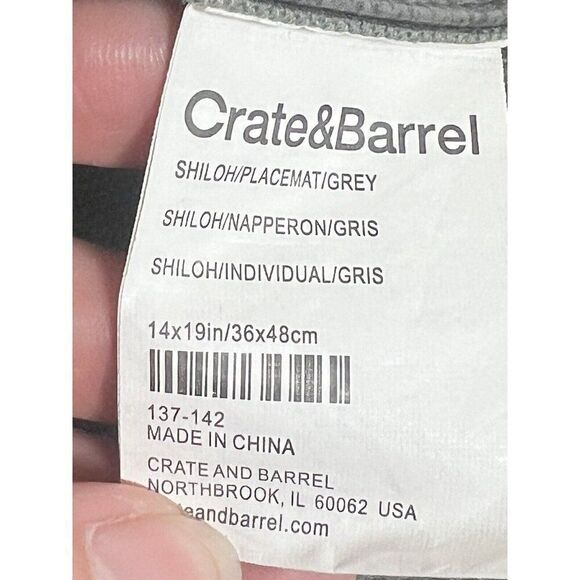 Crate&Barrel
SHILOH/PLACEMAT/GREY
SHILOH/NAPPERON/GRIS
SHILOH/INDIVIDUAL/GRIS
14x19in/36x48cm
137-142
MADE IN CHINA
CRATE AND BARREL
NORTHBROOK, IL 60062 USA
eandbarrel.com